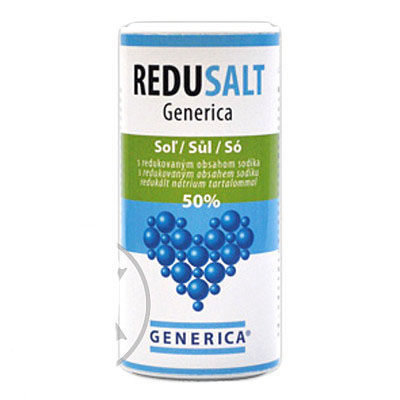 REDUSALT
Generica
Soľ / Sůl / Só
s redukovaným obsahom sodíka
s redukovaným obsahem sodíku
redukált nátrium tartalommal
50%
GENERICA®